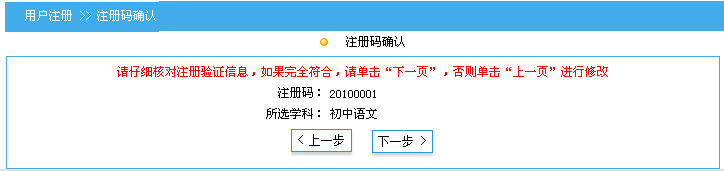 用户注册 >> 注册码确认
注册码确认
请仔细核对注册验证信息，如果完全符合，请单击“下一页”，否则单击“上一页”进行修改
注册码： 20100001
所选学科： 初中语文
< 上一步 下一步 >